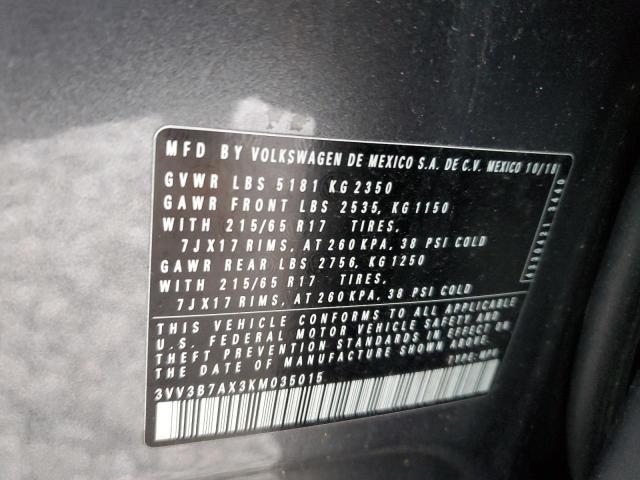 MFD BY VOLKSWAGEN DE MEXICO S.A. DE C.V. MEXICO 10/18
GVWR LBS 5181 KG 2350
GAWR FRONT LBS 2535, KG 1150
WITH 215/65 R17 TIRES,
7JX17 RIMS, AT 260 KPA, 38 PSI COLD
GAWR REAR LBS 2756, KG 1250
WITH 215/65 R17 TIRES,
7JX17 RIMS, AT 260 KPA, 38 PSI COLD
THIS VEHICLE CONFORMS TO ALL APPLICABLE
U.S. FEDERAL MOTOR VEHICLE SAFETY AND
THEFT PREVENTION STANDARDS IN EFFECT ON
THE DATE OF MANUFACTURE SHOWN ABOVE.
TYPE: MPV
3VV3B7AX3KM035015